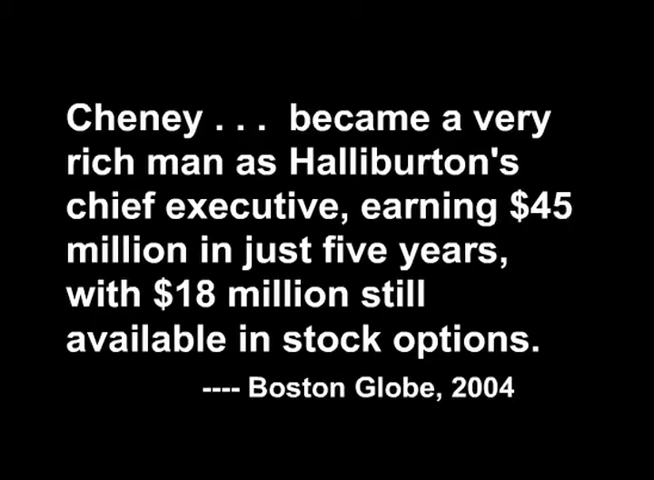 Cheney . . .  became a very
rich man as Halliburton's
chief executive, earning $45
million in just five years,
with $18 million still
available in stock options.
---- Boston Globe, 2004